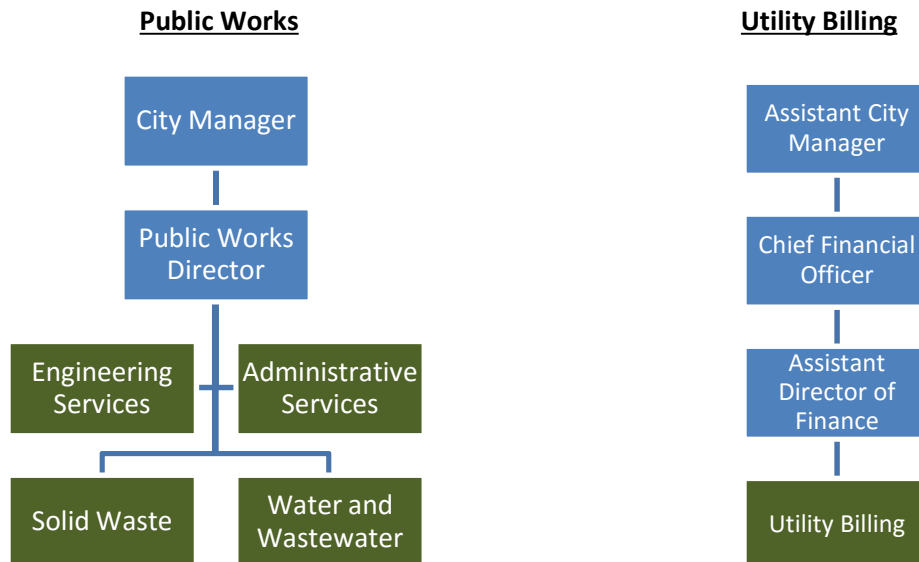 Public Works
City Manager
Public Works
Director
Engineering
Services
Administrative
Services
Solid Waste
Water and
Wastewater
Utility Billing
Assistant City
Manager
Chief Financial
Officer
Assistant
Director of
Finance
Utility Billing